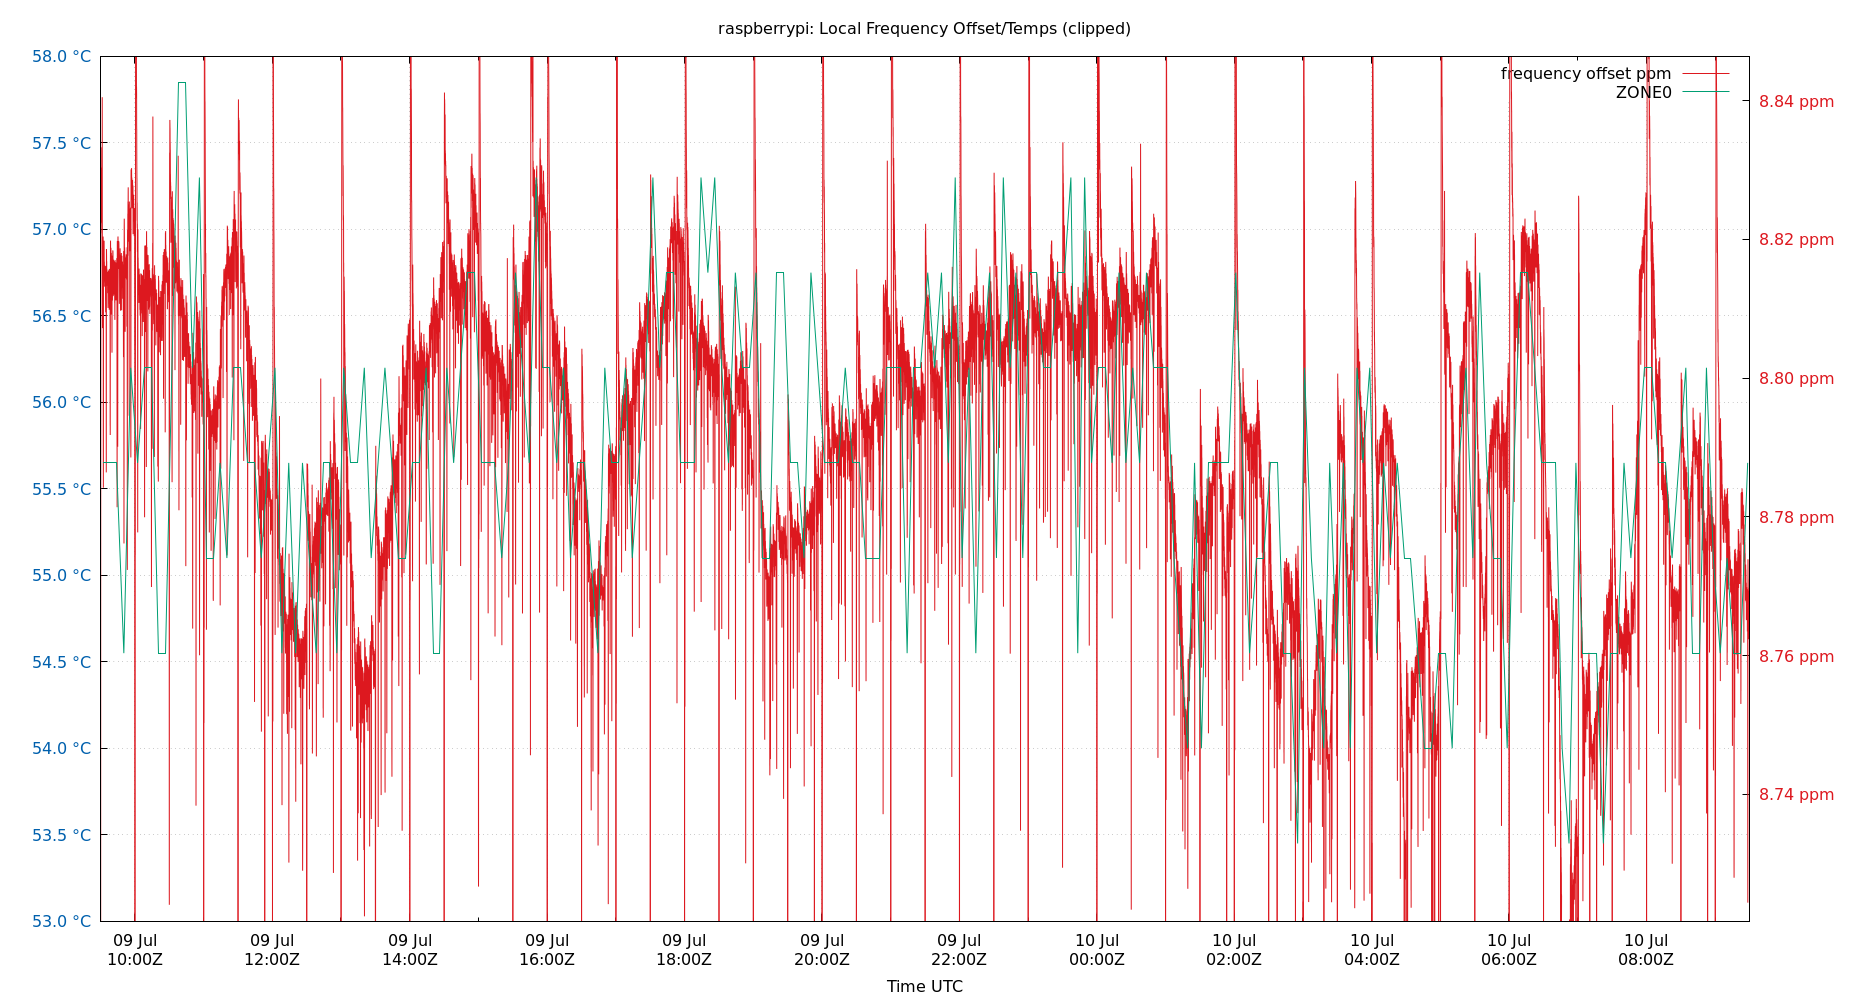 raspberrypi: Local Frequency Offset/Temps (clipped)
frequency offset ppm
ZONE0
58.0 °C
57.5 °C
57.0 °C
56.5 °C
56.0 °C
55.5 °C
55.0 °C
54.5 °C
54.0 °C
53.5 °C
53.0 °C
8.84 ppm
8.82 ppm
8.80 ppm
8.78 ppm
8.76 ppm
8.74 ppm
09 Jul 09 Jul 09 Jul 09 Jul 09 Jul 09 Jul 09 Jul 10 Jul 10 Jul 10 Jul 10 Jul 10 Jul
10:00Z 12:00Z 14:00Z 16:00Z 18:00Z 20:00Z 22:00Z 00:00Z 02:00Z 04:00Z 06:00Z 08:00Z
Time UTC